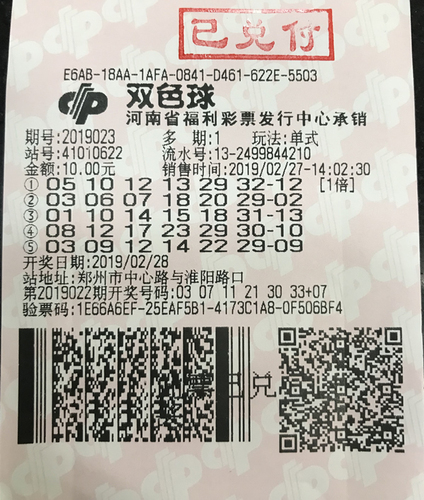 已兑付
E6AB-18AA-1AFA-0841-D461-622E-5503
双色球
河南省福利彩票发行中心承销
期号:2019023 多期:1 玩法:单式
站号:41010622 流水号:13-2499844210
金额:10.00元 销售时间:2019/02/27-14:02:30
① 05 10 12 13 29 32-12 [1倍]
② 03 06 07 18 20 29-02
③ 01 10 14 15 18 31-13
④ 08 12 17 23 29 30-10
⑤ 03 09 12 14 22 29-09
开奖日期:2019/02/28
站地址:郑州市中心路与淮阳路口
第2019022期开奖号码:03 07 11 21 30 33+07
验票码:1E66A6EF-25EAF5B1-4173C1A8-0F506BF4
票已兑